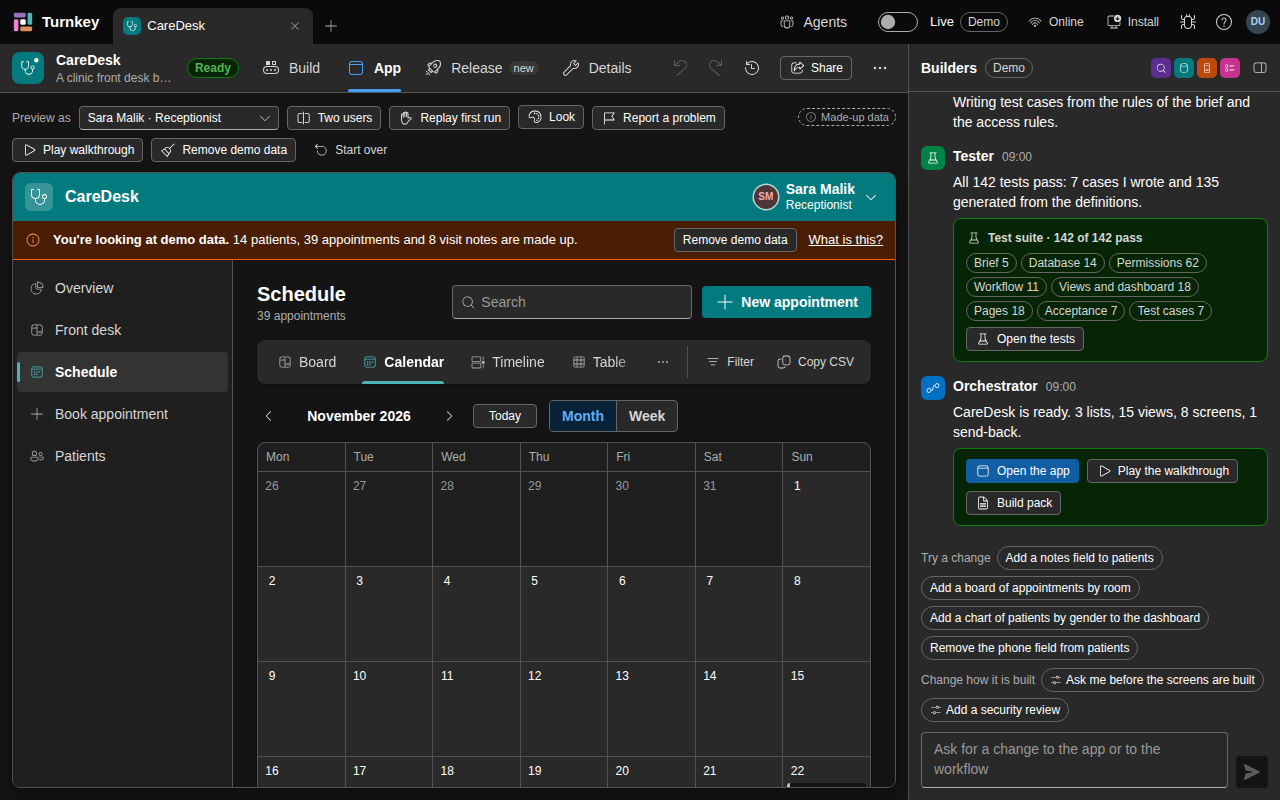 Turnkey
CareDesk
Agents
Live
Demo
Online
Install
DU
CareDesk
A clinic front desk b…
Ready
Build
App
Release new
Details
Share
Builders
Demo
Preview as
Sara Malik · Receptionist
Two users
Replay first run
Look
Report a problem
Made-up data
Play walkthrough
Remove demo data
Start over
CareDesk
SM
Sara Malik
Receptionist
You're looking at demo data. 14 patients, 39 appointments and 8 visit notes are made up.
Remove demo data
What is this?
Overview
Front desk
Schedule
Book appointment
Patients
Schedule
39 appointments
Search
New appointment
Board
Calendar
Timeline
Table
Filter
Copy CSV
November 2026
Today
Month
Week
Mon Tue Wed Thu Fri Sat Sun
26 27 28 29 30 31 1
2 3 4 5 6 7 8
9 10 11 12 13 14 15
16 17 18 19 20 21 22
Writing test cases from the rules of the brief and
the access rules.
Tester 09:00
All 142 tests pass: 7 cases I wrote and 135
generated from the definitions.
Test suite · 142 of 142 pass
Brief 5
Database 14
Permissions 62
Workflow 11
Views and dashboard 18
Pages 18
Acceptance 7
Test cases 7
Open the tests
Orchestrator 09:00
CareDesk is ready. 3 lists, 15 views, 8 screens, 1
send-back.
Open the app
Play the walkthrough
Build pack
Try a change
Add a notes field to patients
Add a board of appointments by room
Add a chart of patients by gender to the dashboard
Remove the phone field from patients
Change how it is built
Ask me before the screens are built
Add a security review
Ask for a change to the app or to the
workflow